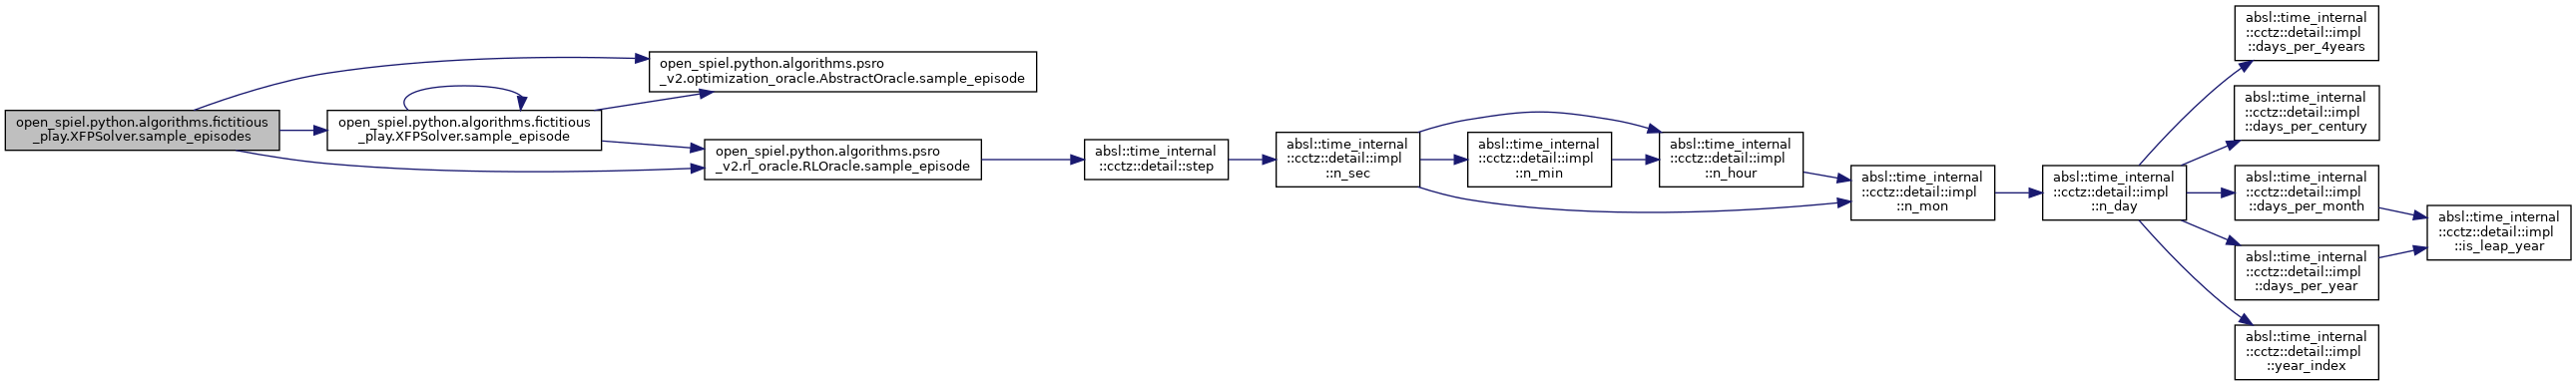 open_spiel.python.algorithms.fictitious
_play.XFPSolver.sample_episodes
open_spiel.python.algorithms.fictitious
_play.XFPSolver.sample_episode
open_spiel.python.algorithms.psro
_v2.optimization_oracle.AbstractOracle.sample_episode
open_spiel.python.algorithms.psro
_v2.rl_oracle.RLOracle.sample_episode
absl::time_internal
::cctz::detail::step
absl::time_internal
::cctz::detail::impl
::n_sec
absl::time_internal
::cctz::detail::impl
::n_min
absl::time_internal
::cctz::detail::impl
::n_hour
absl::time_internal
::cctz::detail::impl
::n_mon
absl::time_internal
::cctz::detail::impl
::n_day
absl::time_internal
::cctz::detail::impl
::days_per_4years
absl::time_internal
::cctz::detail::impl
::days_per_century
absl::time_internal
::cctz::detail::impl
::days_per_month
absl::time_internal
::cctz::detail::impl
::days_per_year
absl::time_internal
::cctz::detail::impl
::year_index
absl::time_internal
::cctz::detail::impl
::is_leap_year